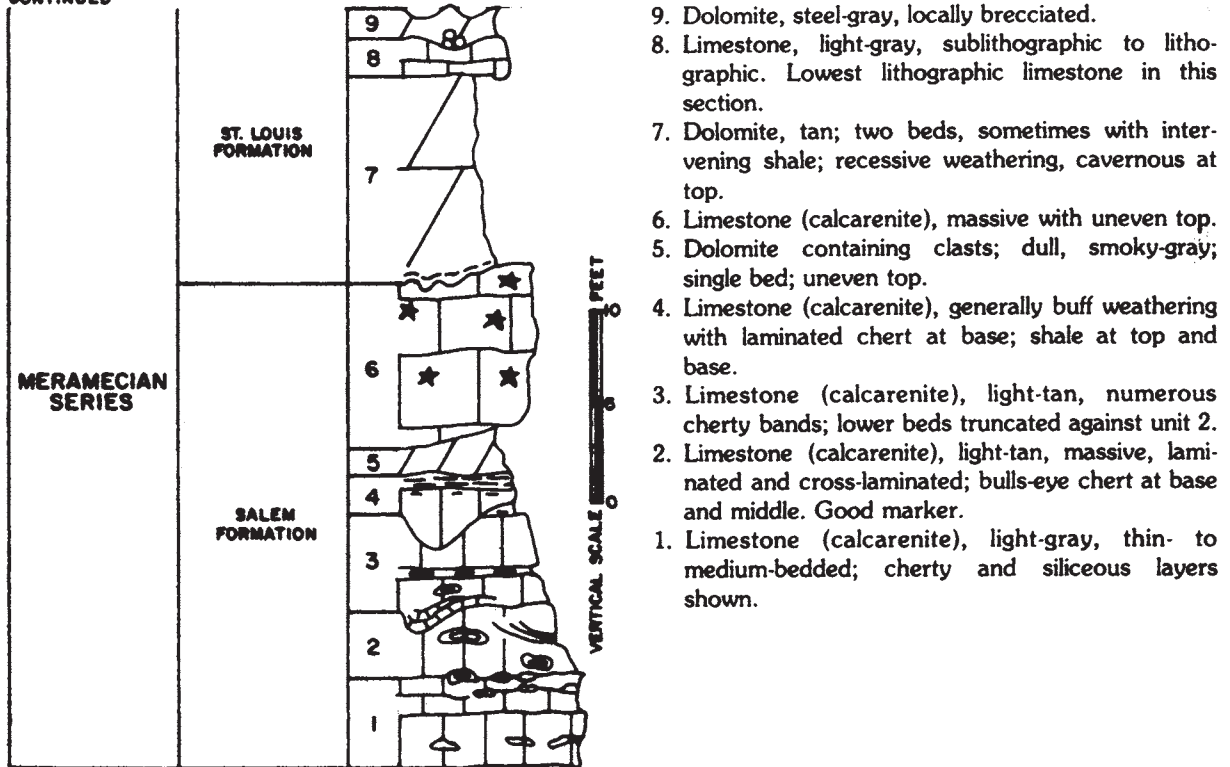 CONTINUED
9
8
ST. LOUIS
FORMATION
7
MERAMECIAN
SERIES
6
5
4
SALEM
FORMATION
3
2
1
VERTICAL SCALE
FEET
10
5
0
9. Dolomite, steel-gray, locally brecciated.
8. Limestone, light-gray, sublithographic to litho-
graphic. Lowest lithographic limestone in this
section.
7. Dolomite, tan; two beds, sometimes with inter-
vening shale; recessive weathering, cavernous at
top.
6. Limestone (calcarenite), massive with uneven top.
5. Dolomite containing clasts; dull, smoky-gray;
single bed; uneven top.
4. Limestone (calcarenite), generally buff weathering
with laminated chert at base; shale at top and
base.
3. Limestone (calcarenite), light-tan, numerous
cherty bands; lower beds truncated against unit 2.
2. Limestone (calcarenite), light-tan, massive, lami-
nated and cross-laminated; bulls-eye chert at base
and middle. Good marker.
1. Limestone (calcarenite), light-gray, thin- to
medium-bedded; cherty and siliceous layers
shown.